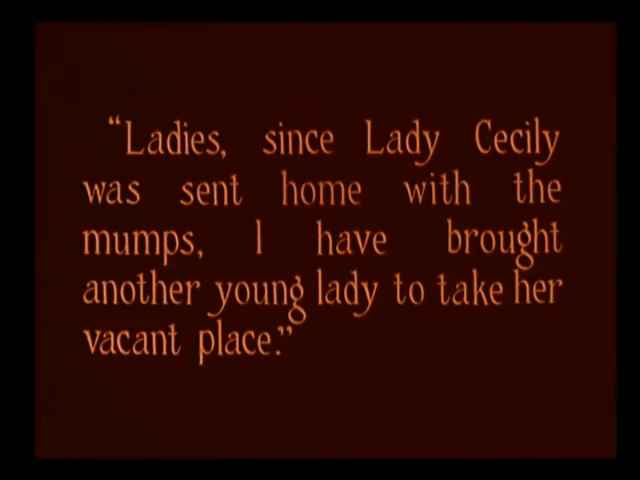 “Ladies, since Lady Cecily
was sent home with the
mumps, I have brought
another young lady to take her
vacant place.”